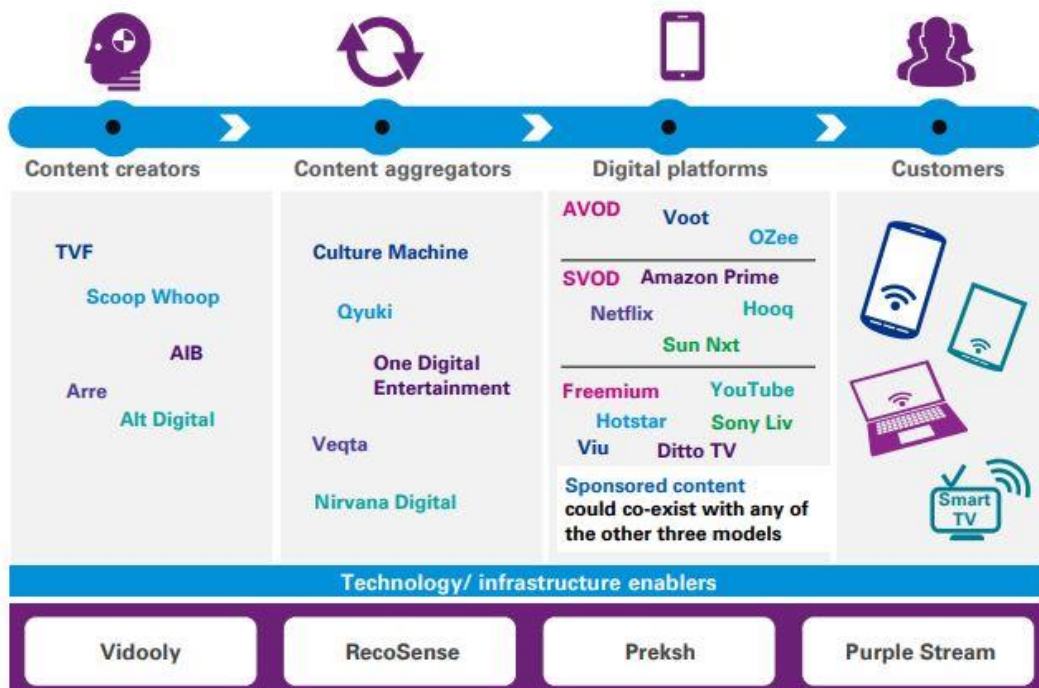 Content creators
Content aggregators
Digital platforms
Customers
TVF
Scoop Whoop
AIB
Arre
Alt Digital
Culture Machine
Qyuki
One Digital
Entertainment
Veqta
Nirvana Digital
AVOD
Voot
OZee
SVOD
Amazon Prime
Netflix
Hooq
Sun Nxt
Freemium
YouTube
Hotstar
Sony Liv
Viu
Ditto TV
Sponsored content
could co-exist with any of
the other three models
Smart
TV
Technology/ infrastructure enablers
Vidooly
RecoSense
Preksh
Purple Stream